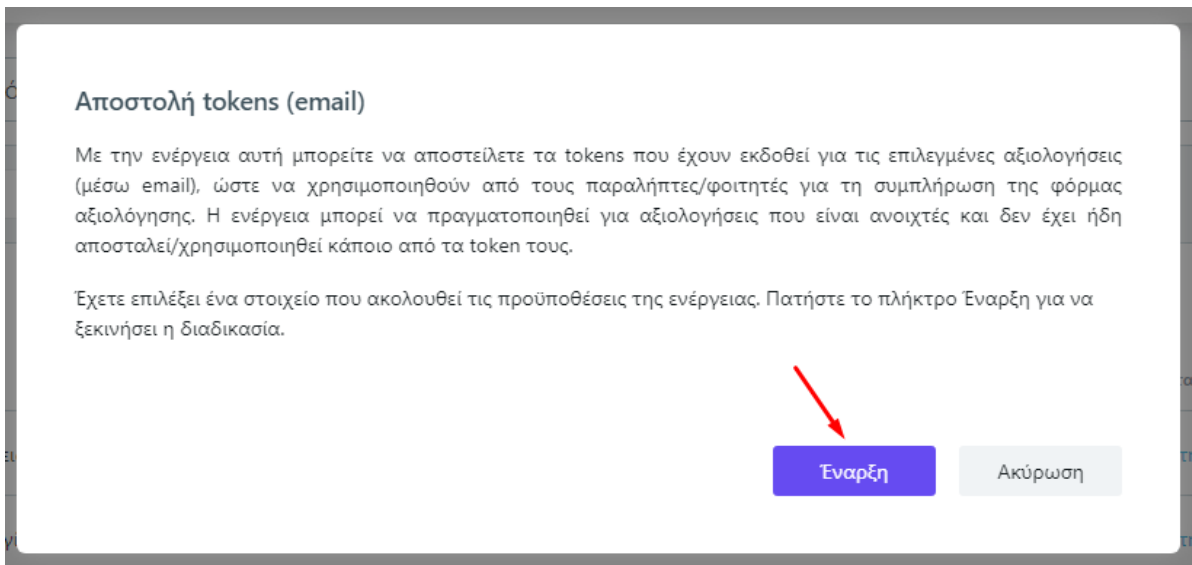 Αποστολή tokens (email)
Με την ενέργεια αυτή μπορείτε να αποστείλετε τα tokens που έχουν εκδοθεί για τις επιλεγμένες αξιολογήσεις
(μέσω email), ώστε να χρησιμοποιηθούν από τους παραλήπτες/φοιτητές για τη συμπλήρωση της φόρμας
αξιολόγησης. Η ενέργεια μπορεί να πραγματοποιηθεί για αξιολογήσεις που είναι ανοιχτές και δεν έχει ήδη
αποσταλεί/χρησιμοποιηθεί κάποιο από τα token τους.
Έχετε επιλέξει ένα στοιχείο που ακολουθεί τις προϋποθέσεις της ενέργειας. Πατήστε το πλήκτρο Έναρξη για να
ξεκινήσει η διαδικασία.
Έναρξη
Ακύρωση